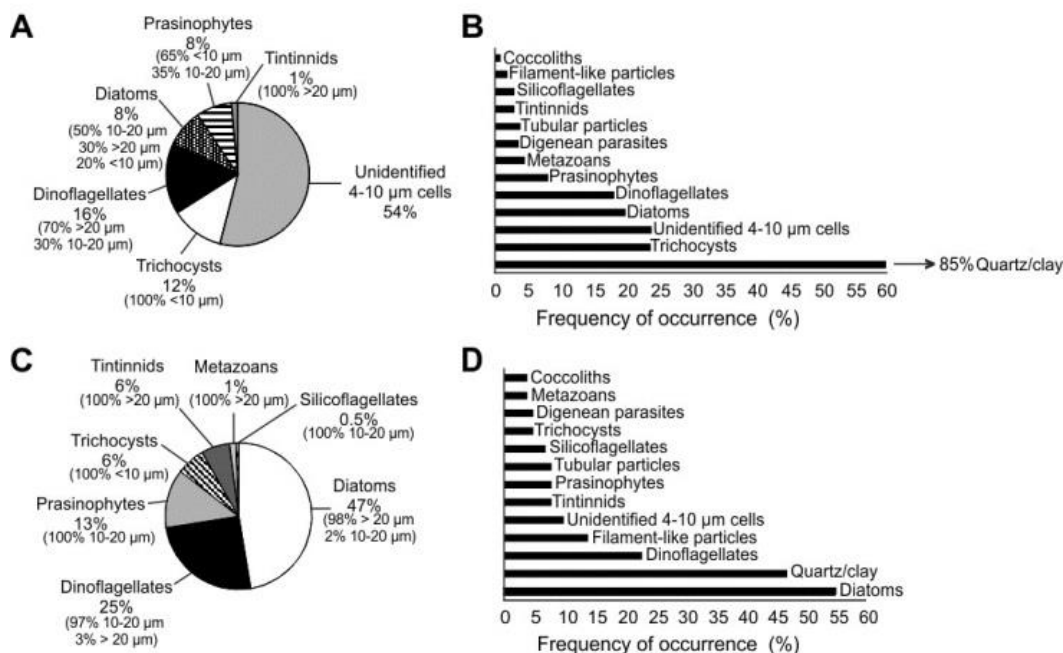 A
Prasinophytes
8%
(65% <10 µm
35% 10-20 µm)
Tintinnids
1%
(100% >20 µm)
Diatoms
8%
(50% 10-20 µm
30% >20 µm
20% <10 µm)
Dinoflagellates
16%
(70% >20 µm
30% 10-20 µm)
Trichocysts
12%
(100% <10 µm)
Unidentified
4-10 µm cells
54%
B
Coccoliths
Filament-like particles
Silicoflagellates
Tintinnids
Tubular particles
Digenean parasites
Metazoans
Prasinophytes
Dinoflagellates
Diatoms
Unidentified 4-10 µm cells
Trichocysts
85% Quartz/clay
0 5 10 15 20 25 30 35 40 45 50 55 60
Frequency of occurrence (%)
C
Tintinnids
6%
(100% >20 µm)
Metazoans
1%
(100% >20 µm)
Silicoflagellates
0.5%
(100% 10-20 µm)
Trichocysts
6%
(100% <10 µm)
Prasinophytes
13%
(100% 10-20 µm)
Diatoms
47%
(98% > 20 µm
2% 10-20 µm)
Dinoflagellates
25%
(97% 10-20 µm
3% > 20 µm)
D
Coccoliths
Metazoans
Digenean parasites
Trichocysts
Silicoflagellates
Tubular particles
Prasinophytes
Tintinnids
Unidentified 4-10 µm cells
Filament-like particles
Dinoflagellates
Quartz/clay
Diatoms
0 5 10 15 20 25 30 35 40 45 50 55 60
Frequency of occurrence (%)